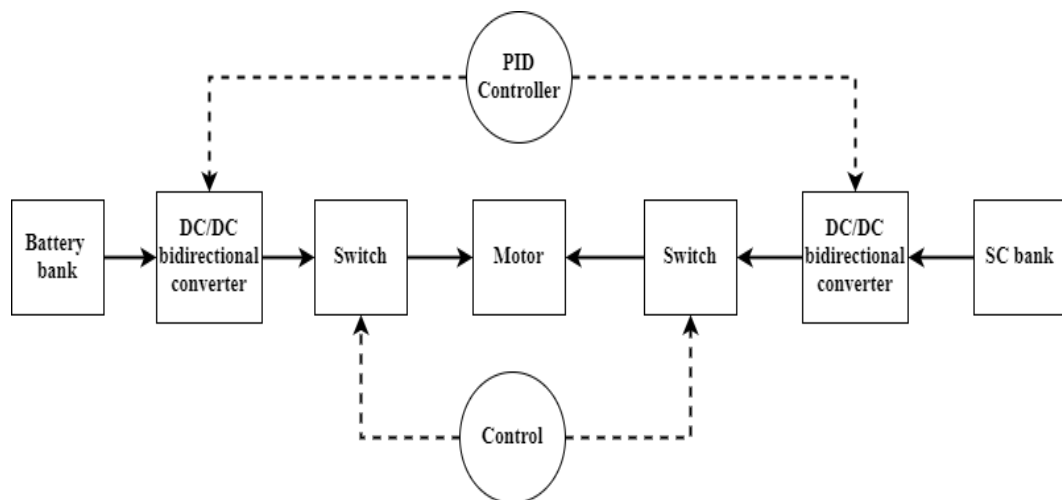 PID
Controller
Battery
bank
DC/DC
bidirectional
converter
Switch
Motor
Switch
DC/DC
bidirectional
converter
SC bank
Control